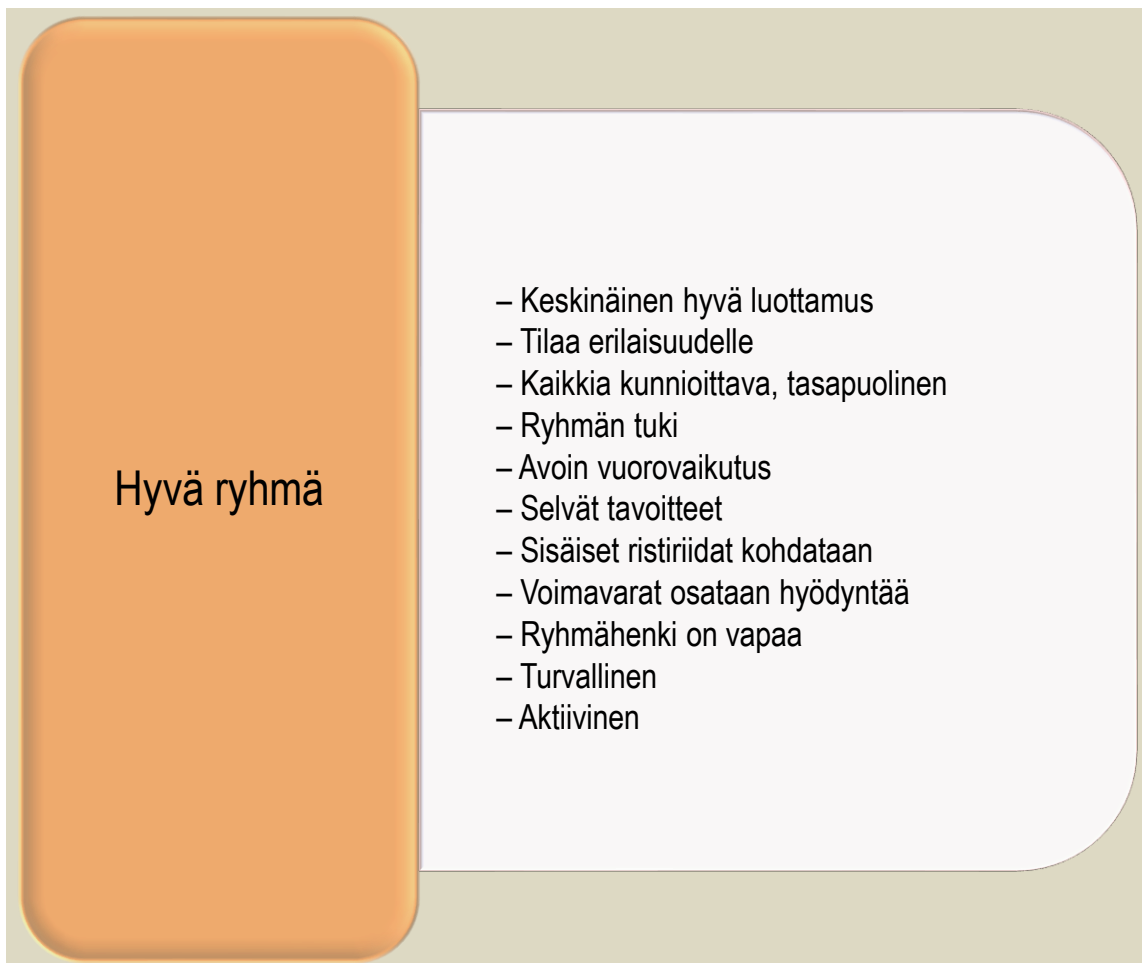 Hyvä ryhmä
– Keskinäinen hyvä luottamus
– Tilaa erilaisuudelle
– Kaikkia kunnioittava, tasapuolinen
– Ryhmän tuki
– Avoin vuorovaikutus
– Selvät tavoitteet
– Sisäiset ristiriidat kohdataan
– Voimavarat osataan hyödyntää
– Ryhmähenki on vapaa
– Turvallinen
– Aktiivinen